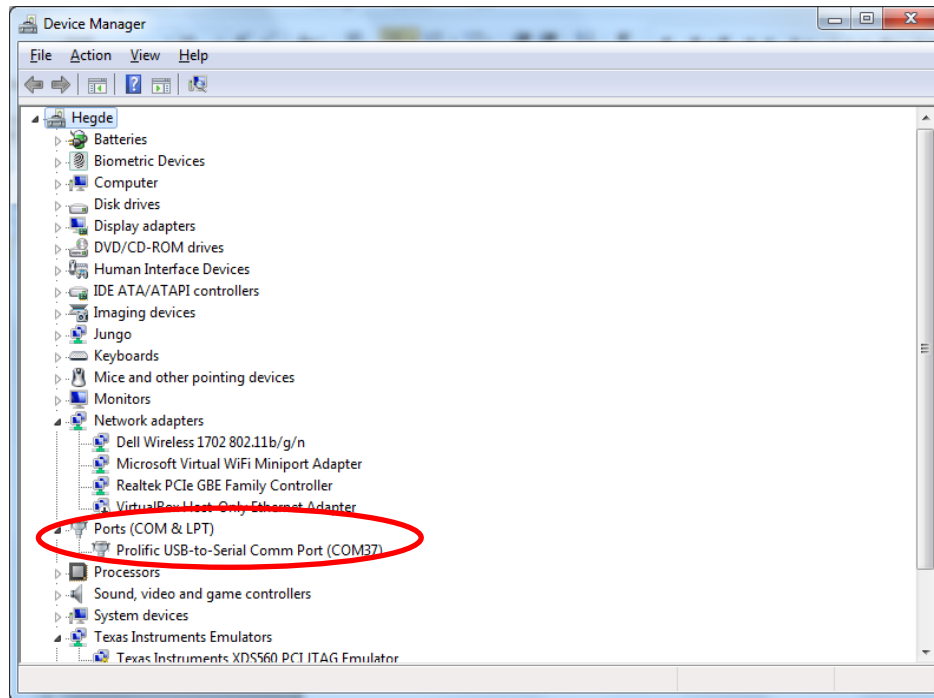 Device Manager
File Action View Help
Hegde
Batteries
Biometric Devices
Computer
Disk drives
Display adapters
DVD/CD-ROM drives
Human Interface Devices
IDE ATA/ATAPI controllers
Imaging devices
Jungo
Keyboards
Mice and other pointing devices
Monitors
Network adapters
Dell Wireless 1702 802.11b/g/n
Microsoft Virtual WiFi Miniport Adapter
Realtek PCIe GBE Family Controller
VirtualBox Host-Only Ethernet Adapter
Ports (COM & LPT)
Prolific USB-to-Serial Comm Port (COM37)
Processors
Sound, video and game controllers
System devices
Texas Instruments Emulators
Texas Instruments XDS560 PCI JTAG Emulator